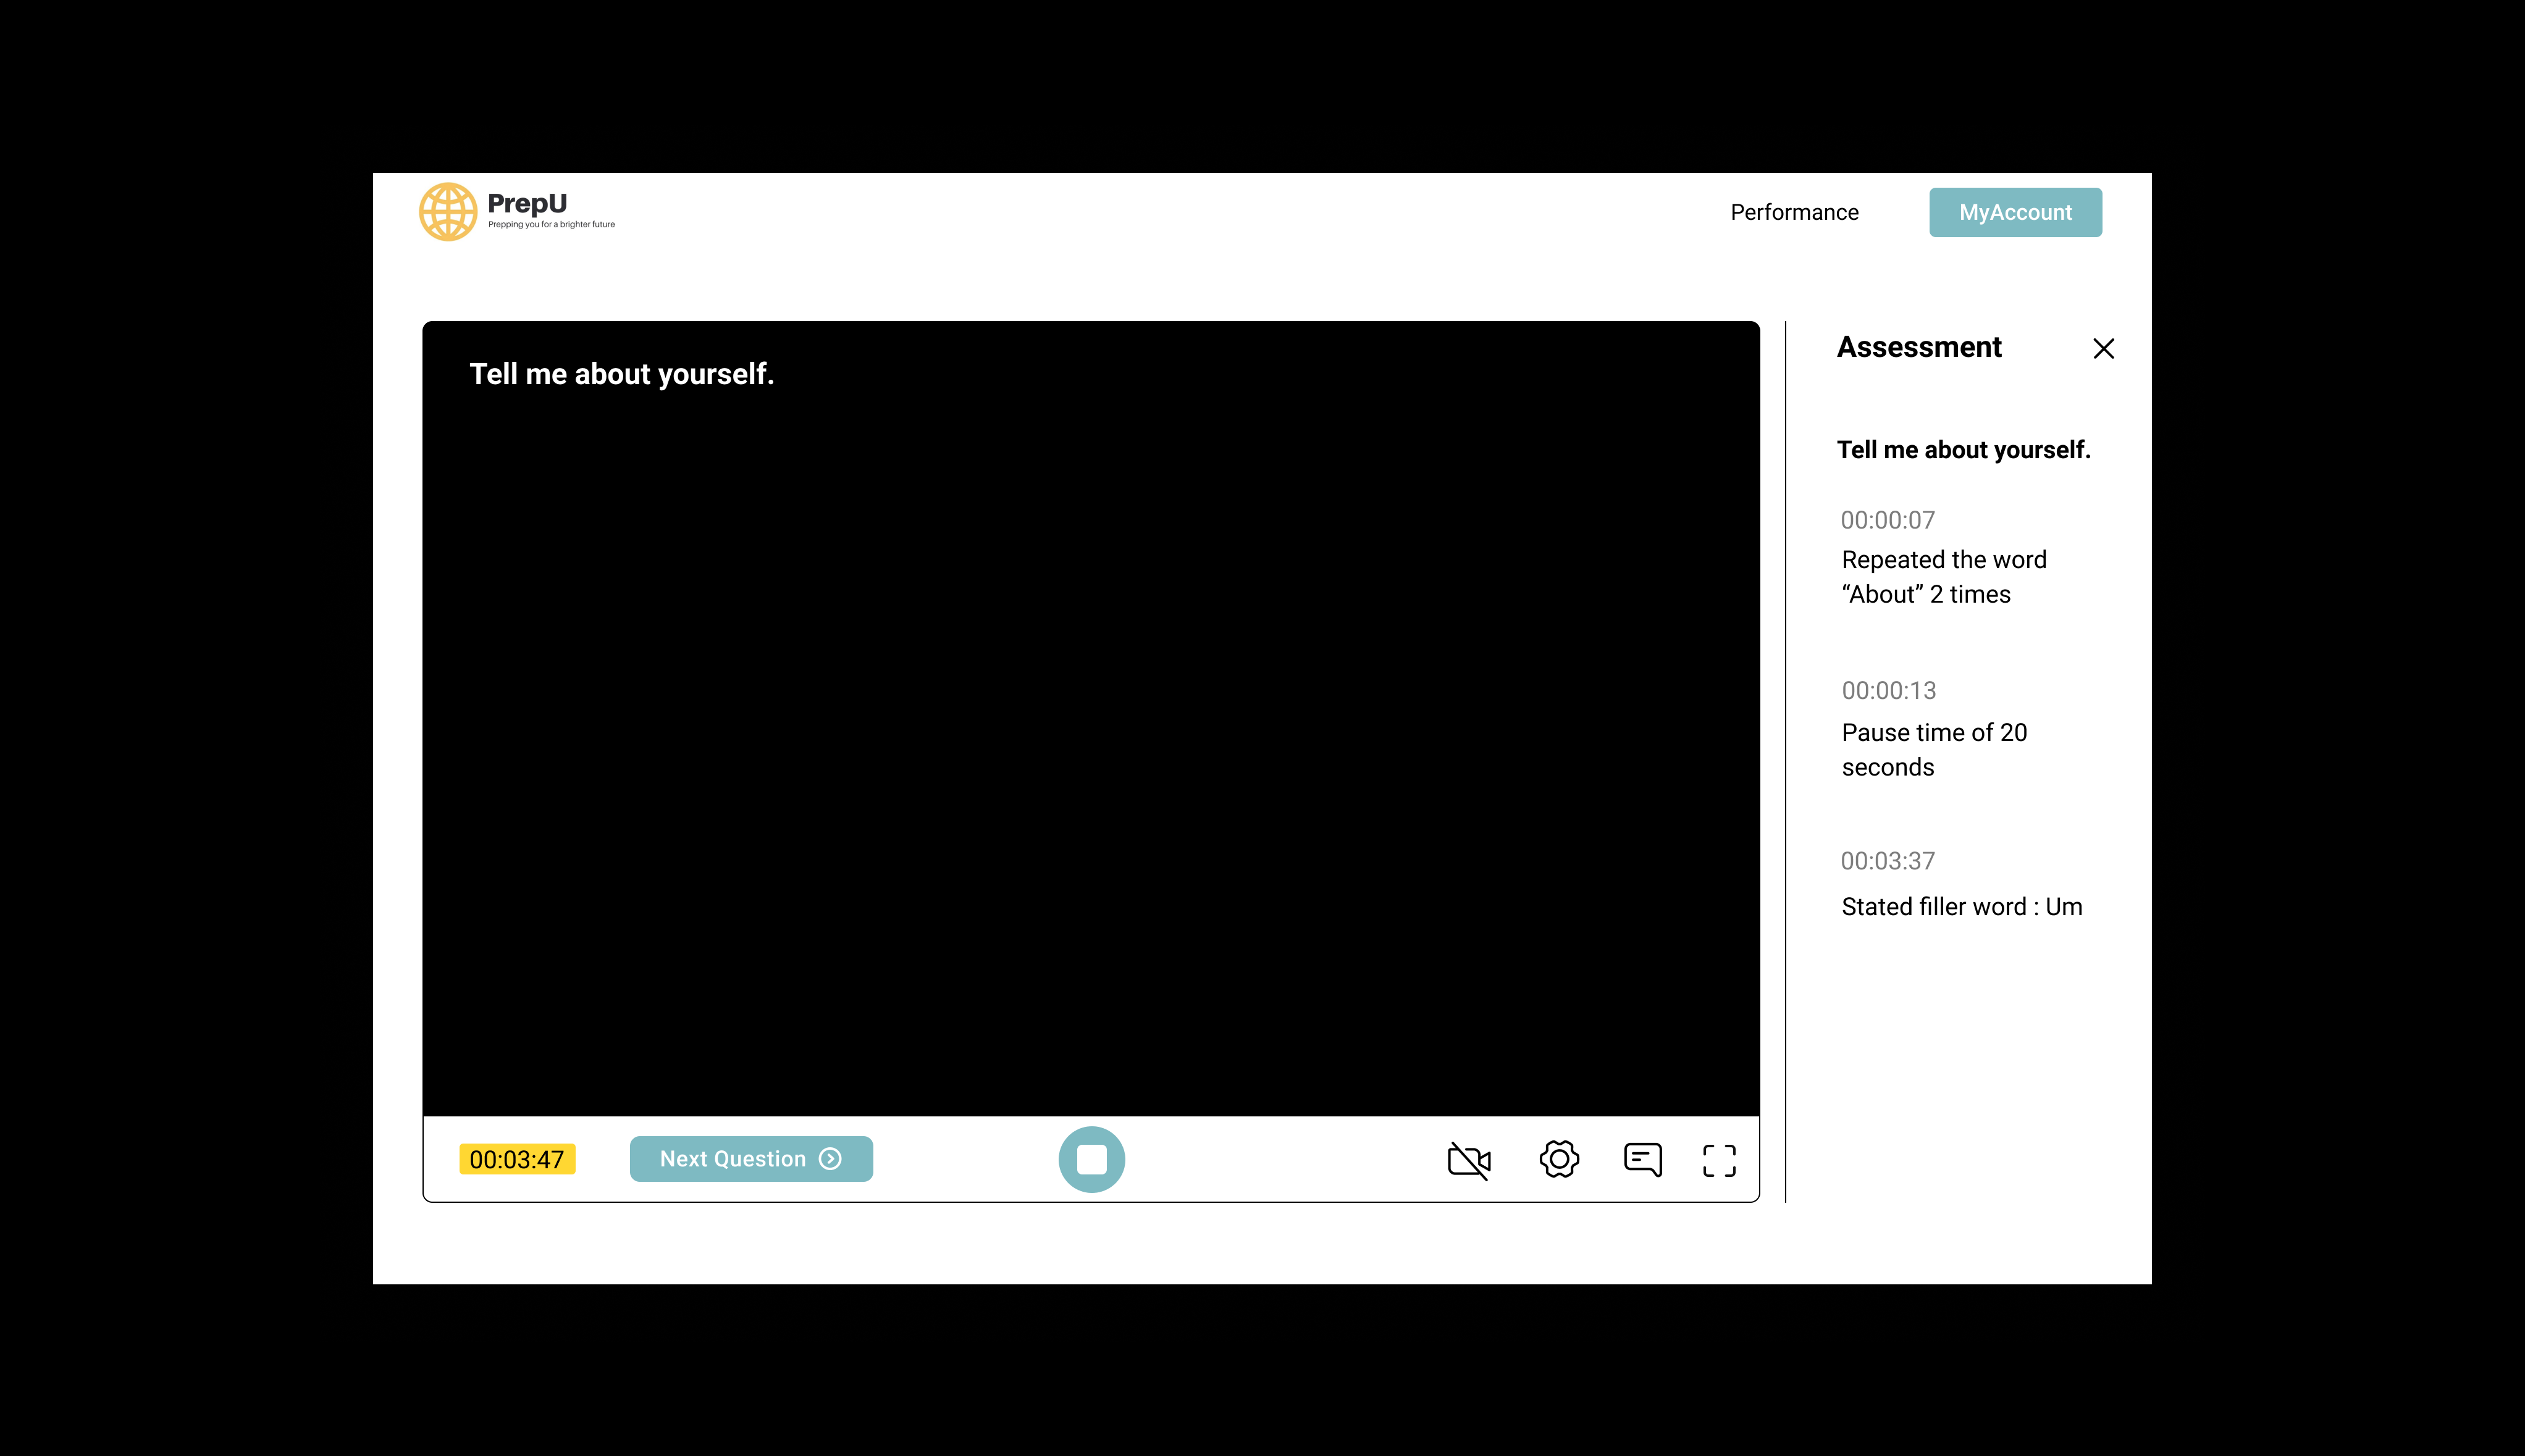 PrepU
Prepping you for a brighter future
Performance
MyAccount
Tell me about yourself.
00:03:47
Next Question
Assessment
Tell me about yourself.
00:00:07
Repeated the word
“About” 2 times
00:00:13
Pause time of 20
seconds
00:03:37
Stated filler word : Um